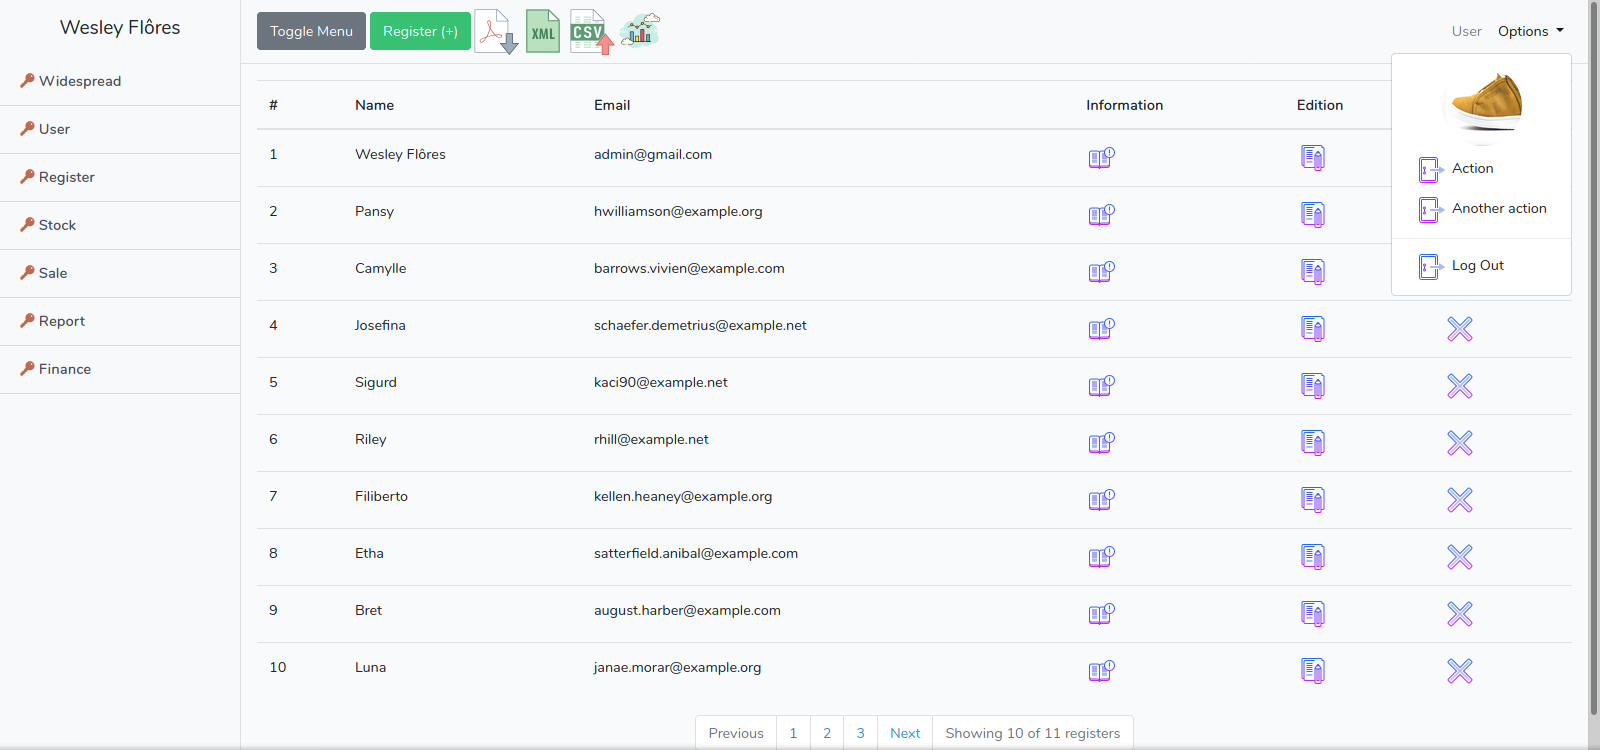 Wesley Flôres
Widespread
User
Register
Stock
Sale
Report
Finance
Toggle Menu Register (+) XML CSV User Options
Action
Another action
Log Out
# Name Email Information Edition
1 Wesley Flôres admin@gmail.com
2 Pansy hwilliamson@example.org
3 Camylle barrows.vivien@example.com
4 Josefina schaefer.demetrius@example.net
5 Sigurd kaci90@example.net
6 Riley rhill@example.net
7 Filiberto kellen.heaney@example.org
8 Etha satterfield.anibal@example.com
9 Bret august.harber@example.com
10 Luna janae.morar@example.org
Previous 1 2 3 Next Showing 10 of 11 registers